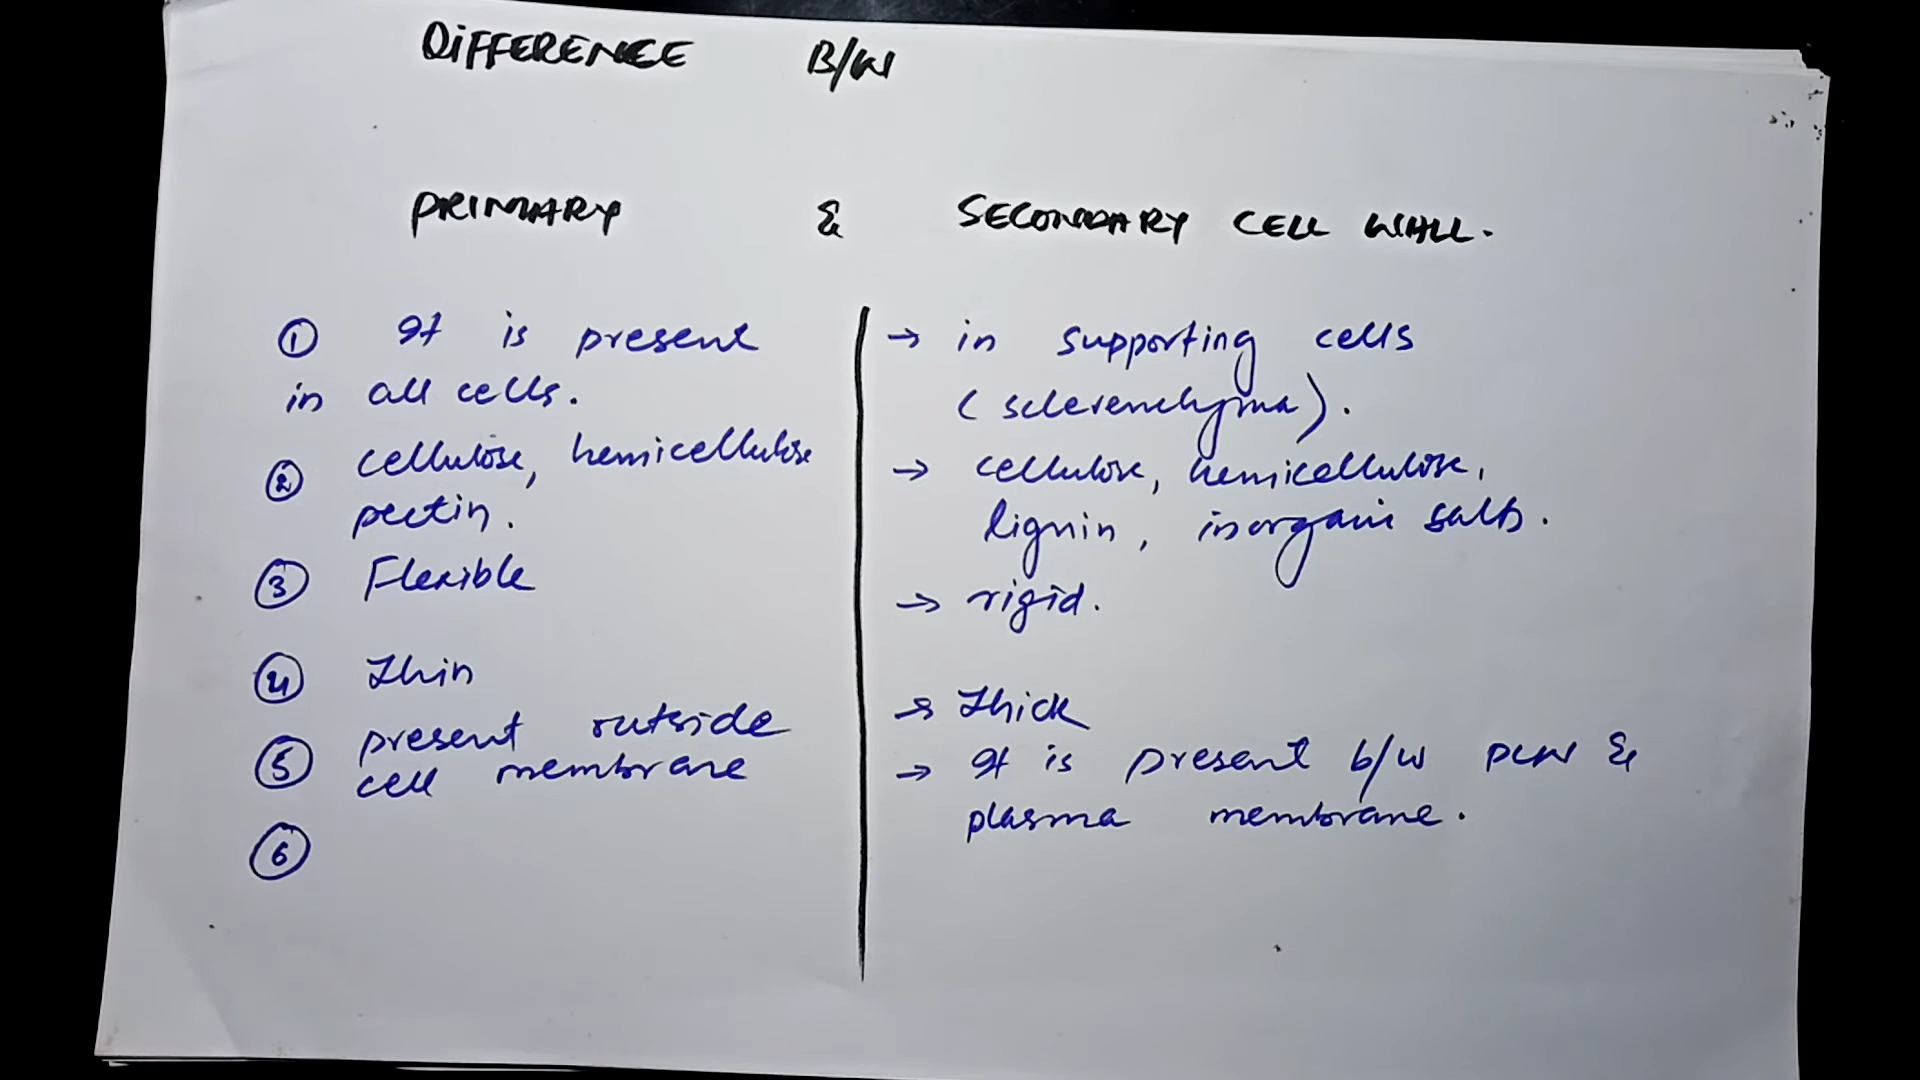 DIFFERENCE B/W
PRIMARY & SECONDARY CELL WALL.
① It is present
in all cells.
② cellulose, hemicellulose
pectin.
③ Flexible
④ Thin
⑤ present outside
cell membrane
⑥
→ in supporting cells
(sclerenchyma).
→ cellulose, hemicellulose,
lignin, inorganic salts.
→ rigid.
→ Thick
→ It is present b/w PCW &
plasma membrane.